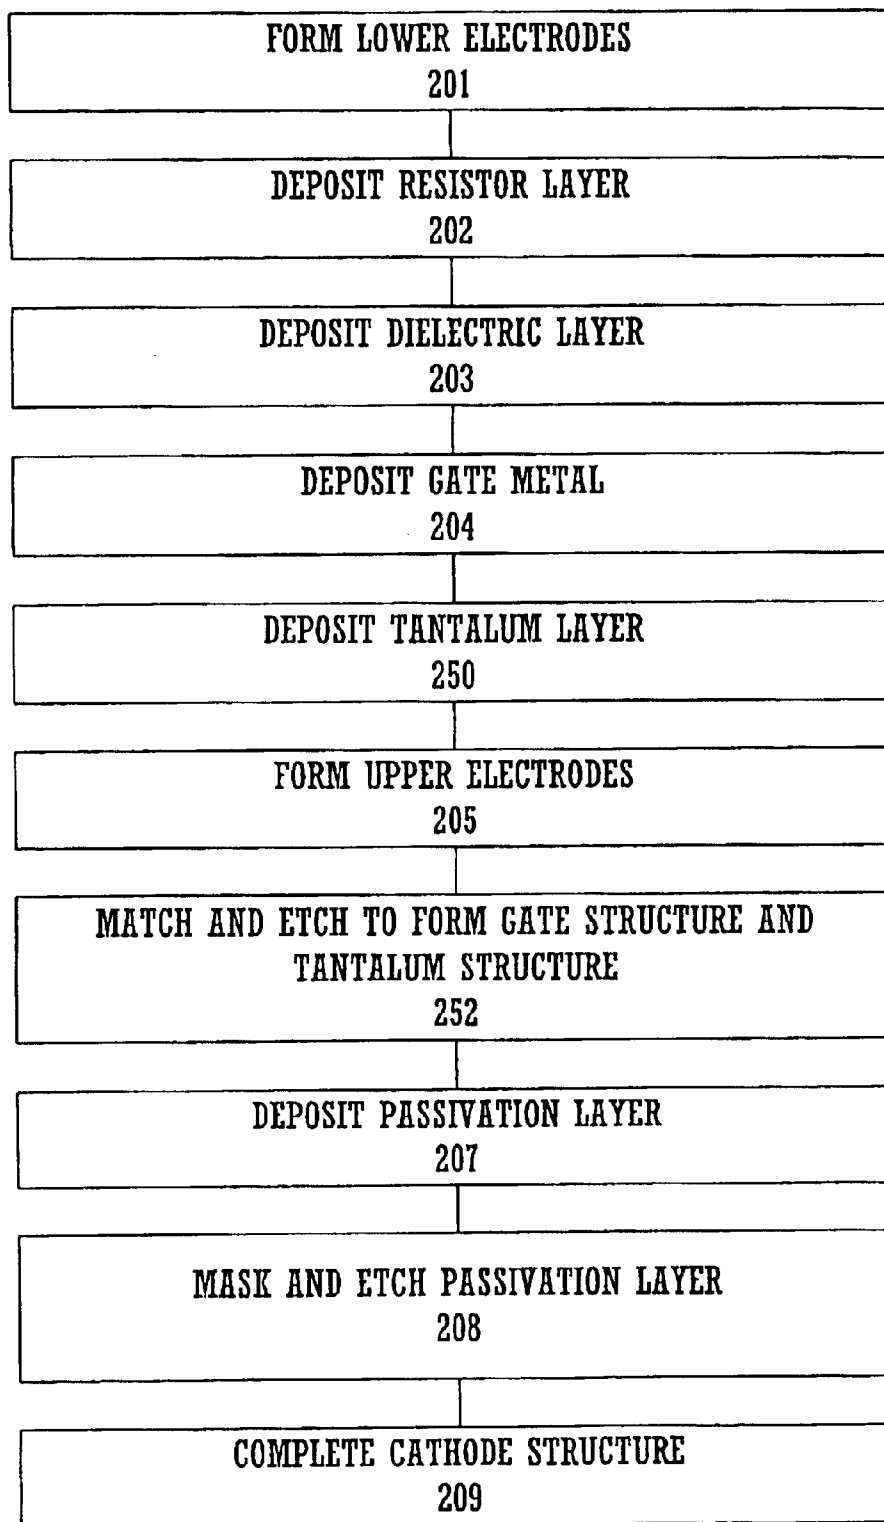 FORM LOWER ELECTRODES
201
DEPOSIT RESISTOR LAYER
202
DEPOSIT DIELECTRIC LAYER
203
DEPOSIT GATE METAL
204
DEPOSIT TANTALUM LAYER
250
FORM UPPER ELECTRODES
205
MATCH AND ETCH TO FORM GATE STRUCTURE AND
TANTALUM STRUCTURE
252
DEPOSIT PASSIVATION LAYER
207
MASK AND ETCH PASSIVATION LAYER
208
COMPLETE CATHODE STRUCTURE
209